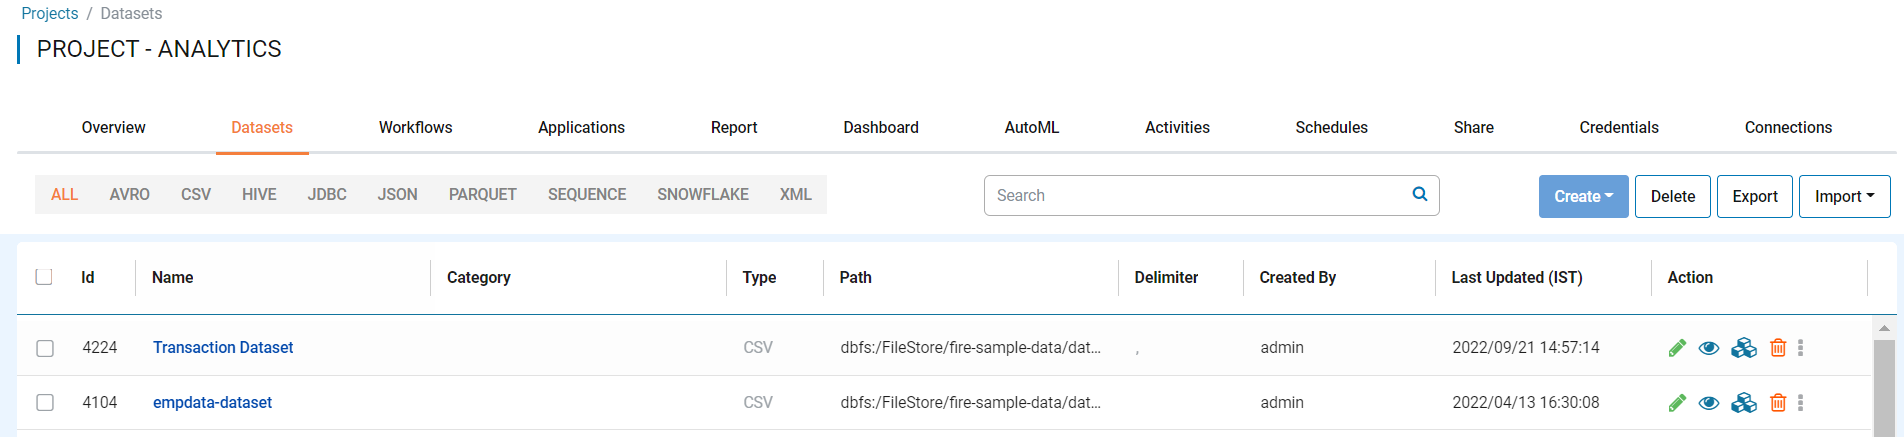 Projects / Datasets
PROJECT - ANALYTICS
Overview Datasets Workflows Applications Report Dashboard AutoML Activities Schedules Share Credentials Connections
ALL AVRO CSV HIVE JDBC JSON PARQUET SEQUENCE SNOWFLAKE XML Search Create Delete Export Import
Id Name Category Type Path Delimiter Created By Last Updated (IST) Action
4224 Transaction Dataset CSV dbfs:/FileStore/fire-sample-data/dat... , admin 2022/09/21 14:57:14
4104 empdata-dataset CSV dbfs:/FileStore/fire-sample-data/dat... admin 2022/04/13 16:30:08